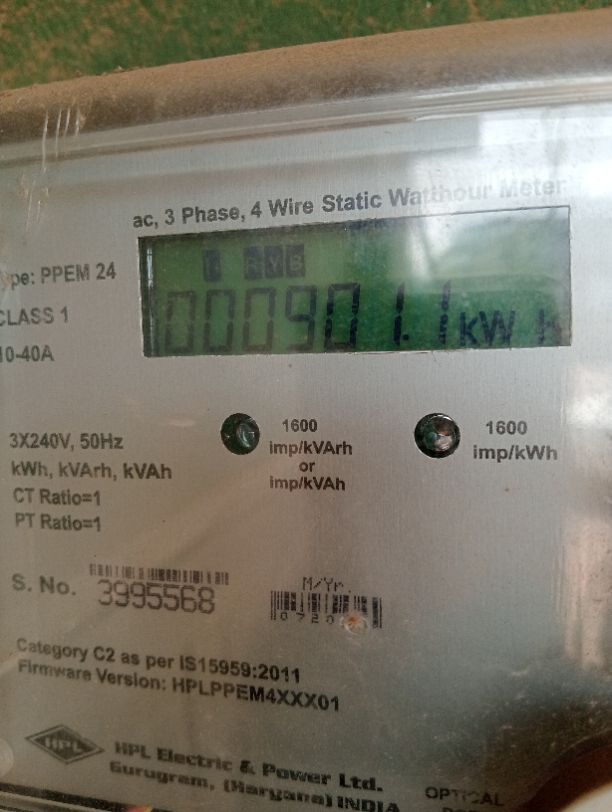 ac, 3 Phase, 4 Wire Static Watthour Meter
RYB
000901.1 kW h
pe: PPEM 24
CLASS 1
10-40A
1600
imp/kVArh
or
imp/kVAh
1600
imp/kWh
3X240V, 50Hz
kWh, kVArh, kVAh
CT Ratio=1
PT Ratio=1
S. No. 3995568
M/Yr
0720
Category C2 as per IS15959:2011
Firmware Version: HPLPPEM4XXX01
HPL
HPL Electric & Power Ltd.
Gurugram, (Haryana) INDIA
OPTICAL